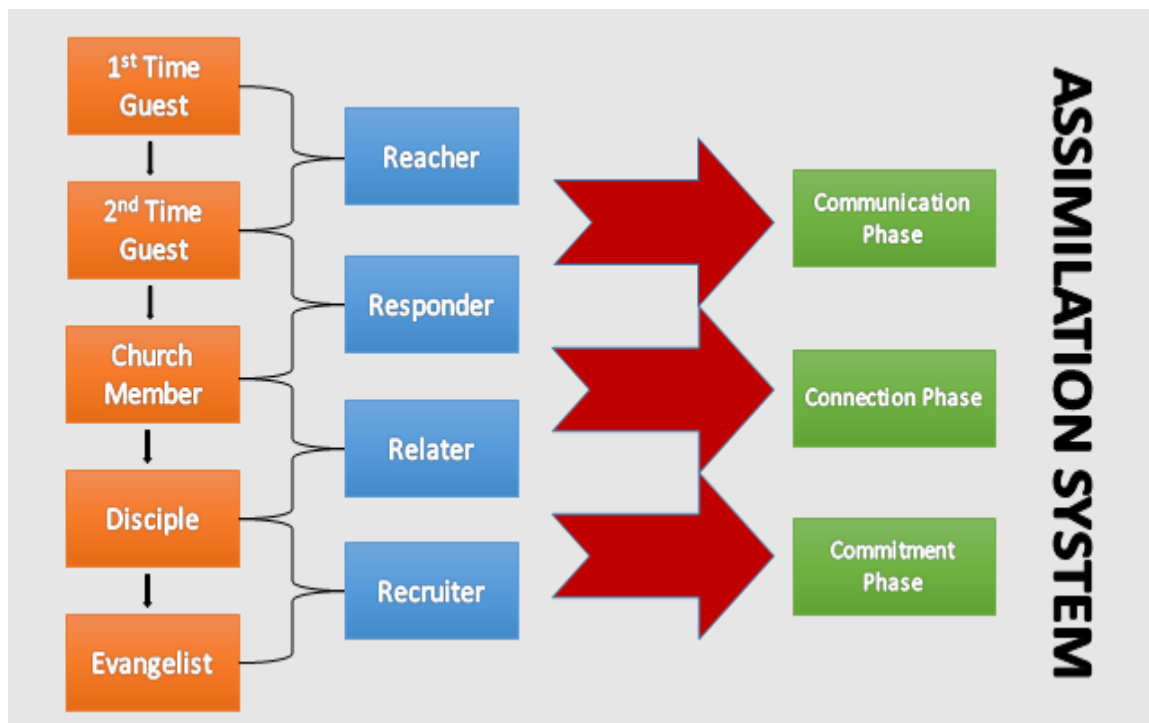 1st Time
Guest
2nd Time
Guest
Church
Member
Disciple
Evangelist
Reacher
Responder
Relater
Recruiter
Communication
Phase
Connection Phase
Commitment
Phase
ASSIMILATION SYSTEM